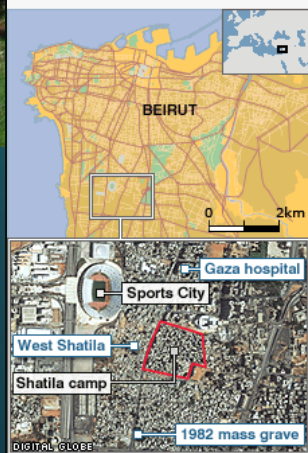 BEIRUT
0 2km
Gaza hospital
Sports City
West Shatila
Shatila camp
1982 mass grave
DIGITAL GLOBE